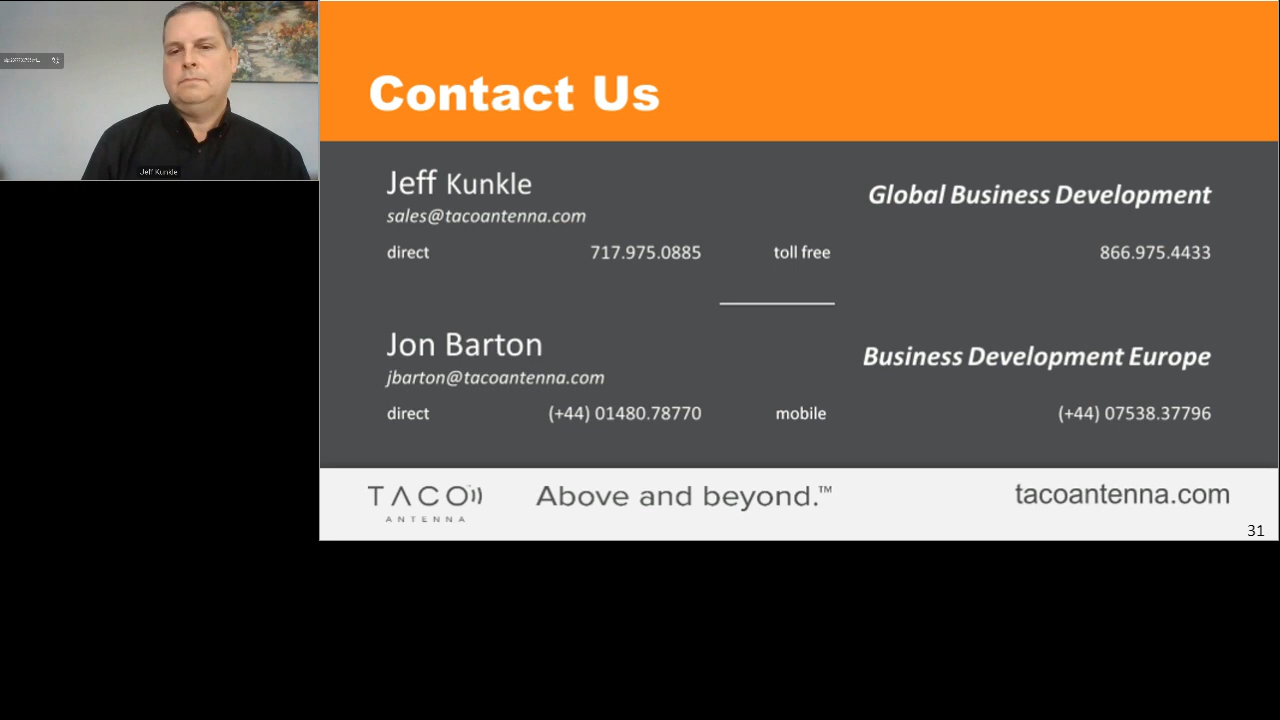 Jeff Kunkle
Contact Us
Jeff Kunkle
Global Business Development
sales@tacoantenna.com
direct 717.975.0885 toll free 866.975.4433
Jon Barton
Business Development Europe
jbarton@tacoantenna.com
direct (+44) 01480.78770 mobile (+44) 07538.37796
TACO
ANTENNA
Above and beyond.™
tacoantenna.com
31